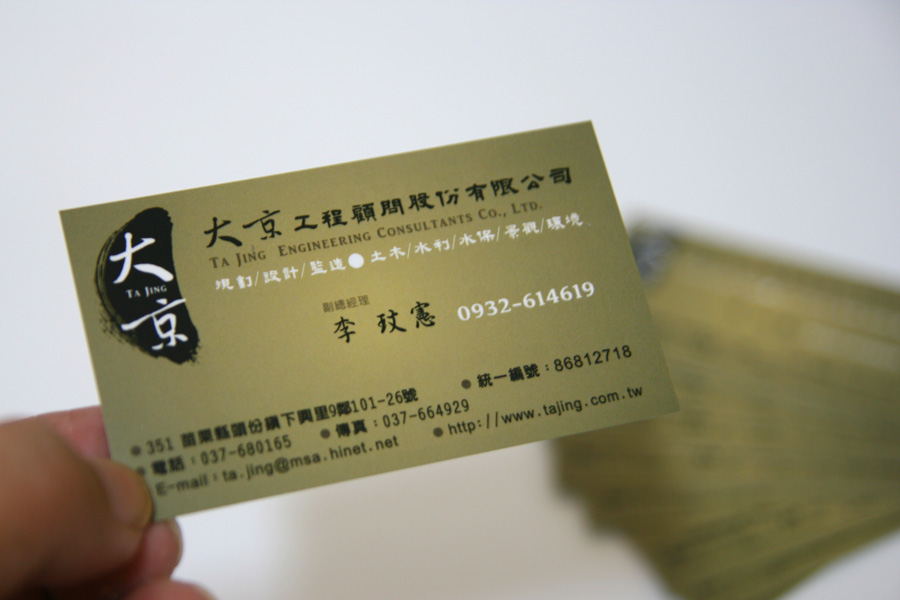 大京
TA JING
大京工程顧問股份有限公司
TA JING ENGINEERING CONSULTANTS CO., LTD.
規劃/設計/監造●土木/水利/水保/景觀/環境
副總經理
李玟憲 0932-614619
●統一編號：86812718
●351 苗栗縣頭份鎮下興里9鄰101-26號
●電話：037-680165 ●傳真：037-664929
E-mail：ta.jing@msa.hinet.net ●http://www.tajing.com.tw